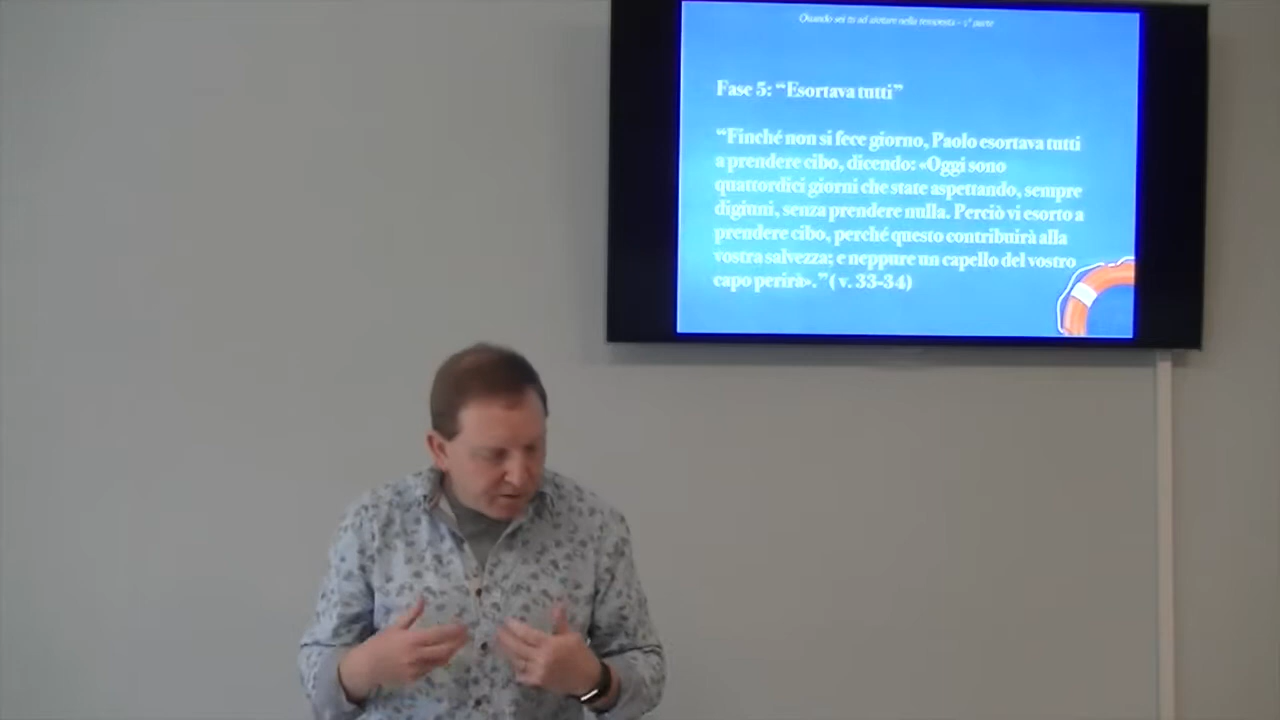 Quando sei tu ad aiutare nella tempesta - 1ª parte
Fase 5: “Esortava tutti”
“Finché non si fece giorno, Paolo esortava tutti
a prendere cibo, dicendo: «Oggi sono
quattordici giorni che state aspettando, sempre
digiuni, senza prendere nulla. Perciò vi esorto a
prendere cibo, perché questo contribuirà alla
vostra salvezza; e neppure un capello del vostro
capo perirà».”( v. 33-34)